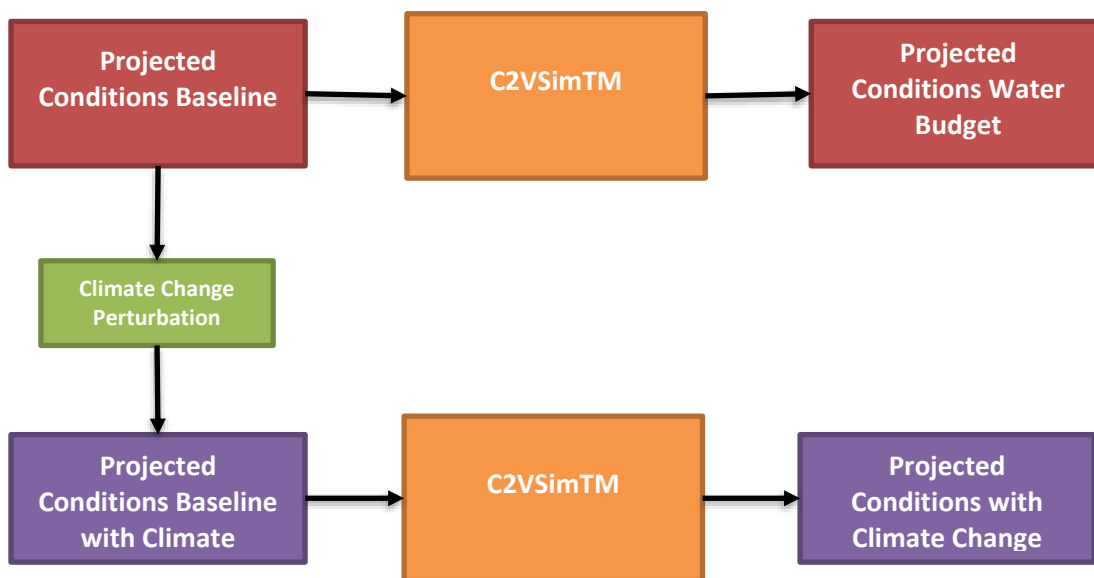 Projected
Conditions Baseline
C2VSimTM
Projected
Conditions Water
Budget
Climate Change
Perturbation
Projected
Conditions Baseline
with Climate
C2VSimTM
Projected
Conditions with
Climate Change